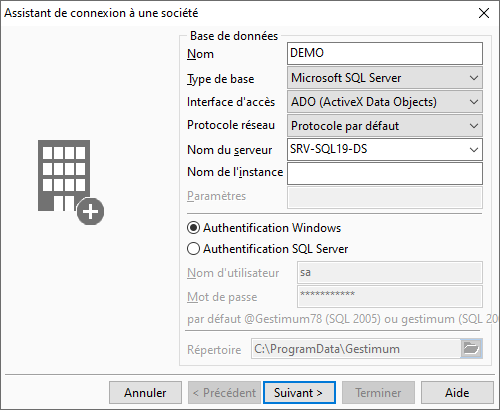 Assistant de connexion à une société
Base de données
Nom DEMO
Type de base Microsoft SQL Server
Interface d'accès ADO (ActiveX Data Objects)
Protocole réseau Protocole par défaut
Nom du serveur SRV-SQL19-DS
Nom de l'instance
Paramètres
Authentification Windows
Authentification SQL Server
Nom d'utilisateur sa
Mot de passe ***********
par défaut @Gestimum78 (SQL 2005) ou gestimum (SQL 20
Répertoire C:\ProgramData\Gestimum
Annuler < Précédent Suivant > Terminer Aide